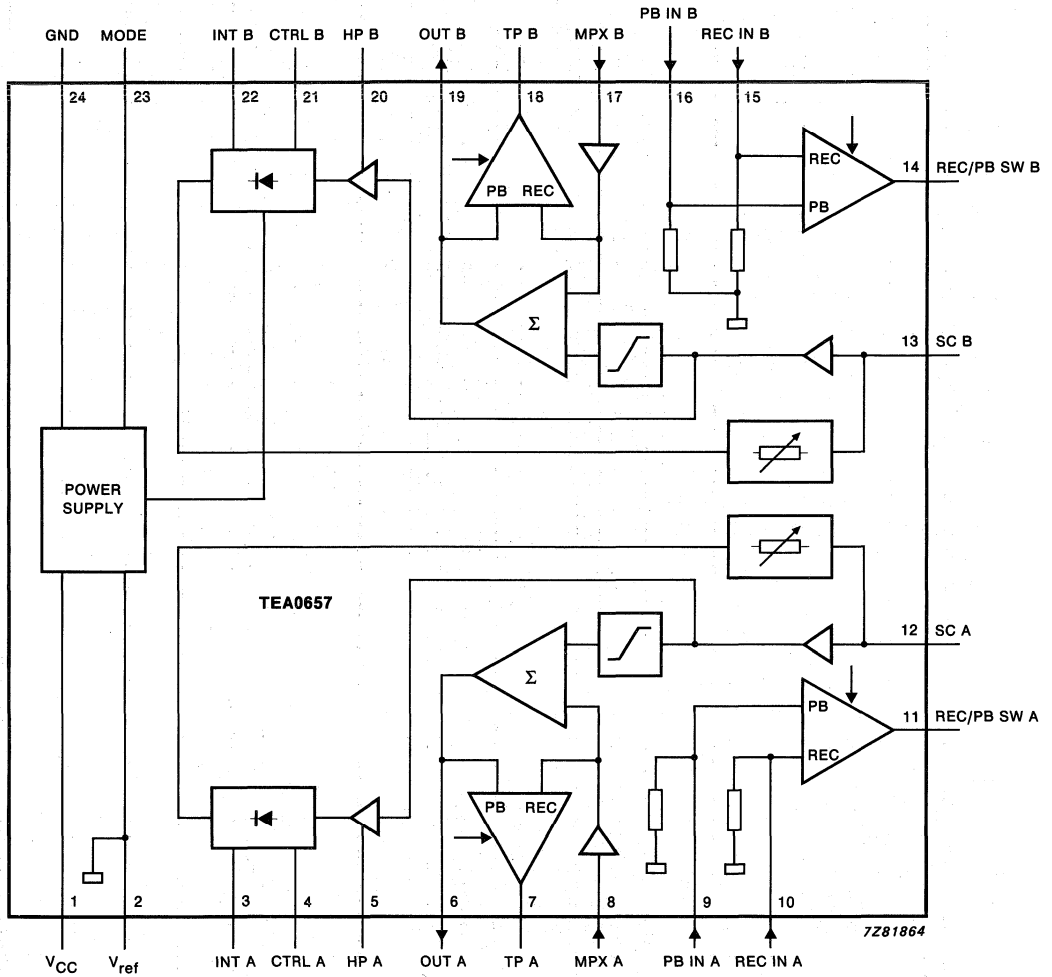 PB IN B
GND MODE INT B CTRL B HP B OUT B TP B MPX B REC IN B
24 23 22 21 20 19 18 17 16 15
REC
14 REC/PB SW B
PB REC
PB
Σ
13 SC B
POWER
SUPPLY
TEA0657
12 SC A
Σ
PB
11 REC/PB SW A
REC
PB REC
1 2 3 4 5 6 7 8 9 10
7Z81864
VCC Vref INT A CTRL A HP A OUT A TP A MPX A PB IN A REC IN A